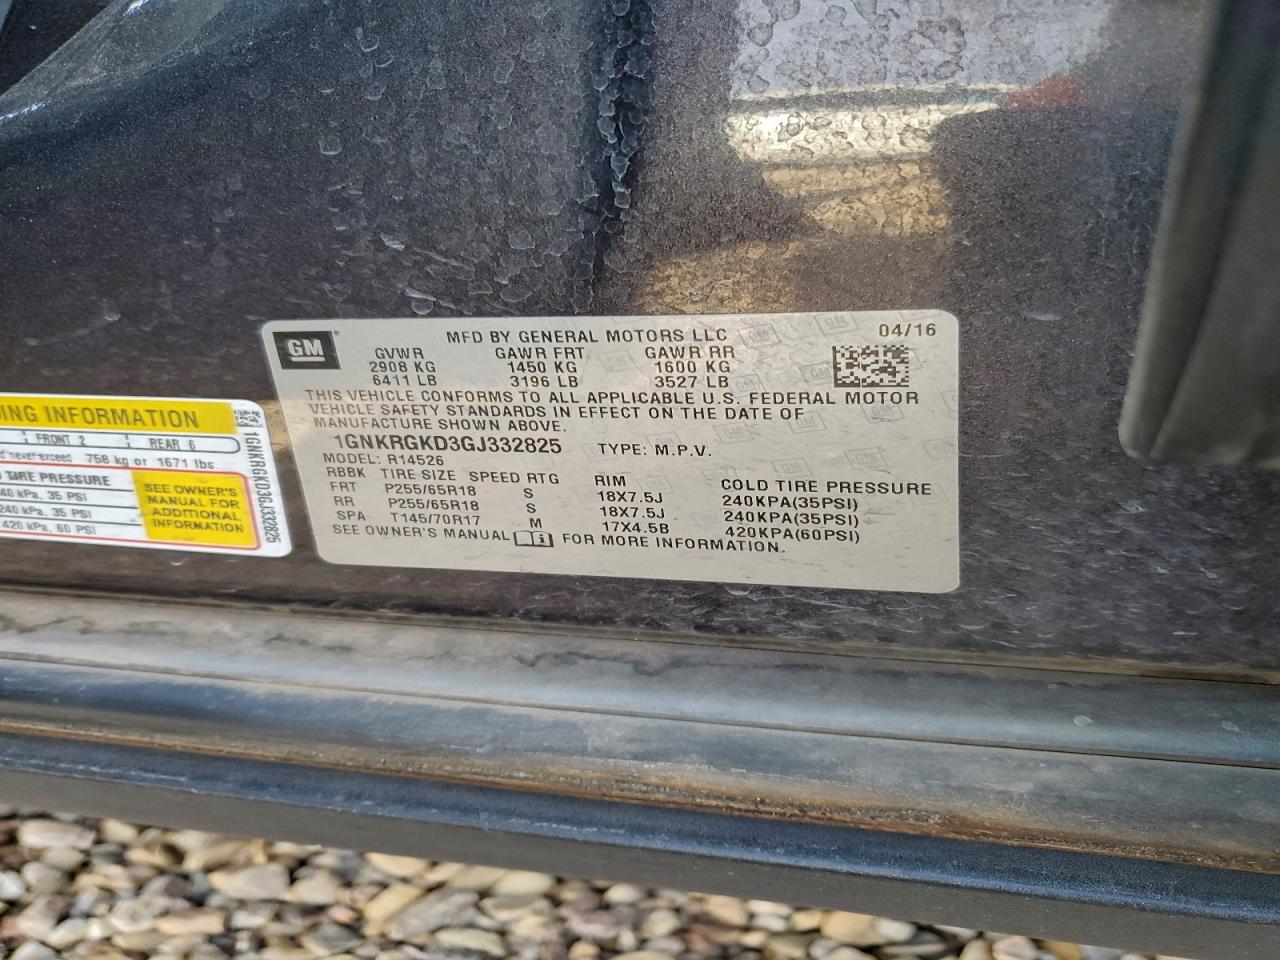 GM
MFD BY GENERAL MOTORS LLC
04/16
GVWR GAWR FRT GAWR RR
2908 KG 1450 KG 1600 KG
6411 LB 3196 LB 3527 LB
THIS VEHICLE CONFORMS TO ALL APPLICABLE U.S. FEDERAL MOTOR
VEHICLE SAFETY STANDARDS IN EFFECT ON THE DATE OF
MANUFACTURE SHOWN ABOVE.
1GNKRGKD3GJ332825 TYPE: M.P.V.
MODEL: R14526
RBBK TIRE SIZE SPEED RTG RIM COLD TIRE PRESSURE
FRT P255/65R18 S 18X7.5J 240KPA(35PSI)
RR P255/65R18 S 18X7.5J 240KPA(35PSI)
SPA T145/70R17 M 17X4.5B 420KPA(60PSI)
SEE OWNER'S MANUAL FOR MORE INFORMATION.
ING INFORMATION
FRONT 2 REAR 6
never exceed 758 kg or 1671 lbs.
TIRE PRESSURE
240 kPa, 35 PSI
240 kPa, 35 PSI
420 kPa, 60 PSI
SEE OWNER'S
MANUAL FOR
ADDITIONAL
INFORMATION
1GNKRGKD3GJ332825